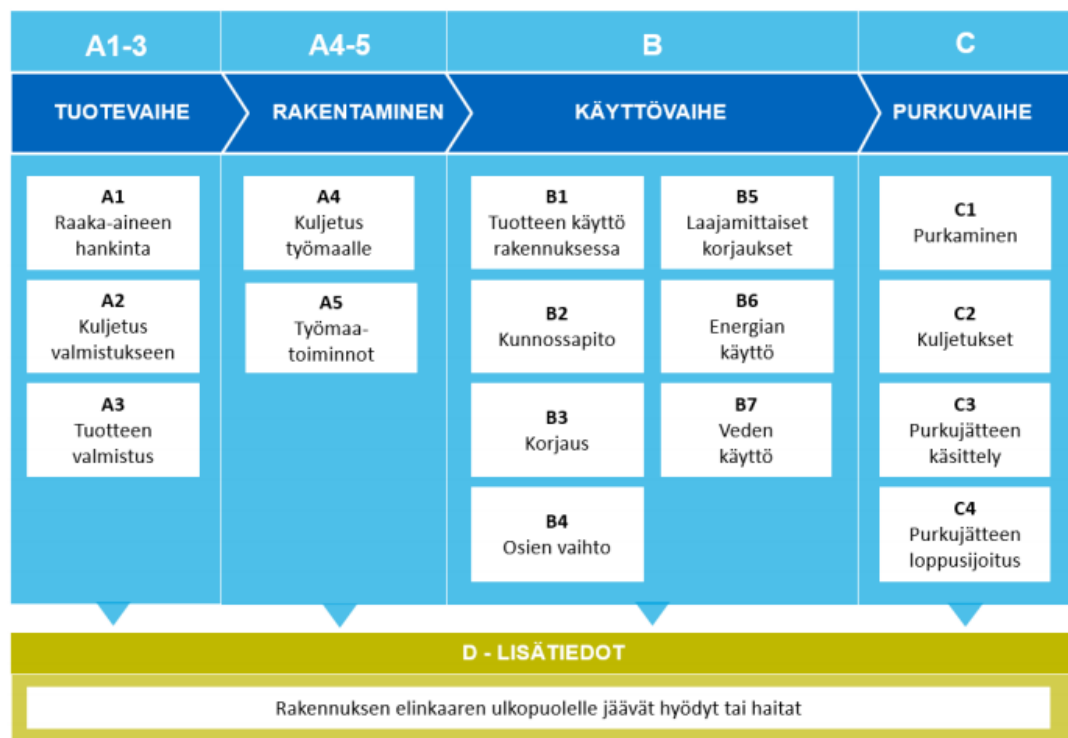 A1-3
A4-5
B
C
TUOTEVAIHE
RAKENTAMINEN
KÄYTTÖVAIHE
PURKUVAIHE
A1
Raaka-aineen
hankinta
A2
Kuljetus
valmistukseen
A3
Tuotteen
valmistus
A4
Kuljetus
työmaalle
A5
Työmaa-
toiminnot
B1
Tuotteen käyttö
rakennuksessa
B2
Kunnossapito
B3
Korjaus
B4
Osien vaihto
B5
Laajamittaiset
korjaukset
B6
Energian
käyttö
B7
Veden
käyttö
C1
Purkaminen
C2
Kuljetukset
C3
Purkujätteen
käsittely
C4
Purkujätteen
loppusijoitus
D - LISÄTIEDOT
Rakennuksen elinkaaren ulkopuolelle jäävät hyödyt tai haitat